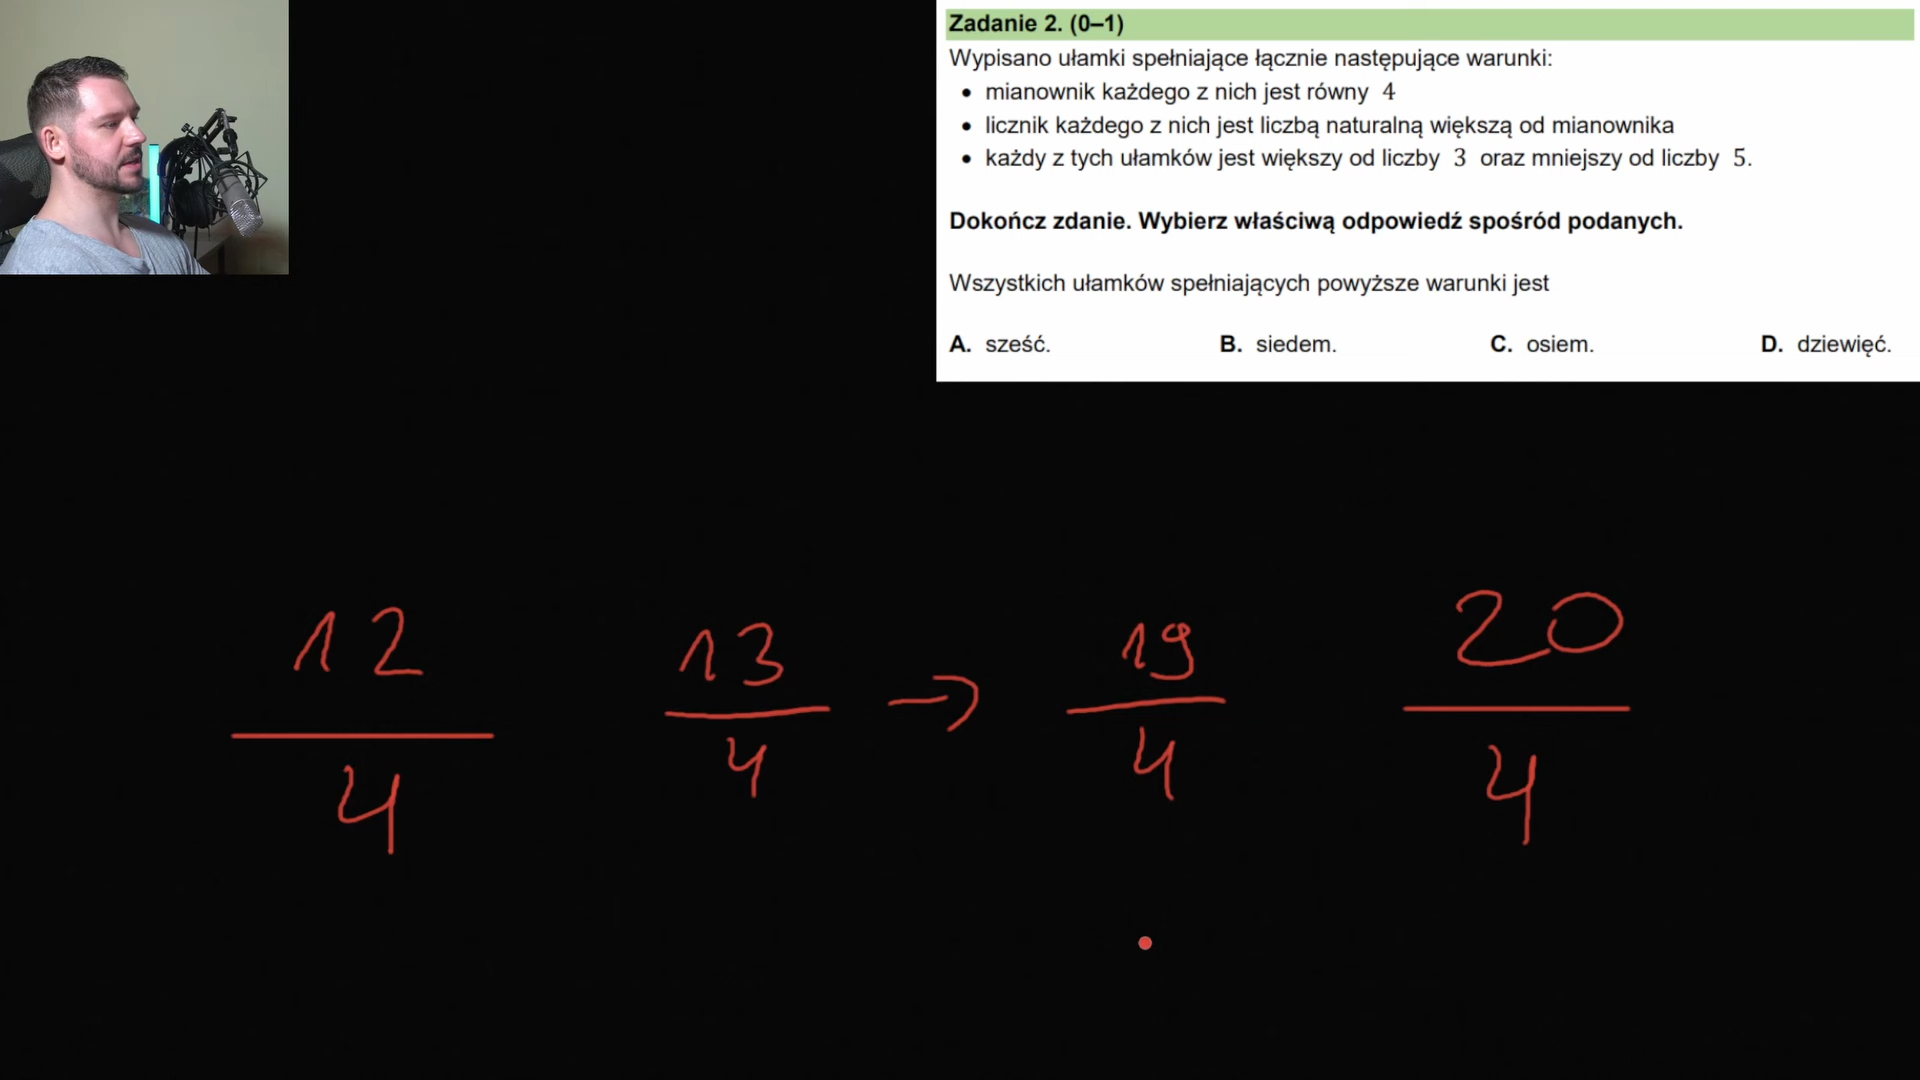 Zadanie 2. (0–1)
Wypisano ułamki spełniające łącznie następujące warunki:
• mianownik każdego z nich jest równy 4
• licznik każdego z nich jest liczbą naturalną większą od mianownika
• każdy z tych ułamków jest większy od liczby 3 oraz mniejszy od liczby 5.
Dokończ zdanie. Wybierz właściwą odpowiedź spośród podanych.
Wszystkich ułamków spełniających powyższe warunki jest
A. sześć. B. siedem. C. osiem. D. dziewięć.
12 13 19 20
→
4 4 4 4